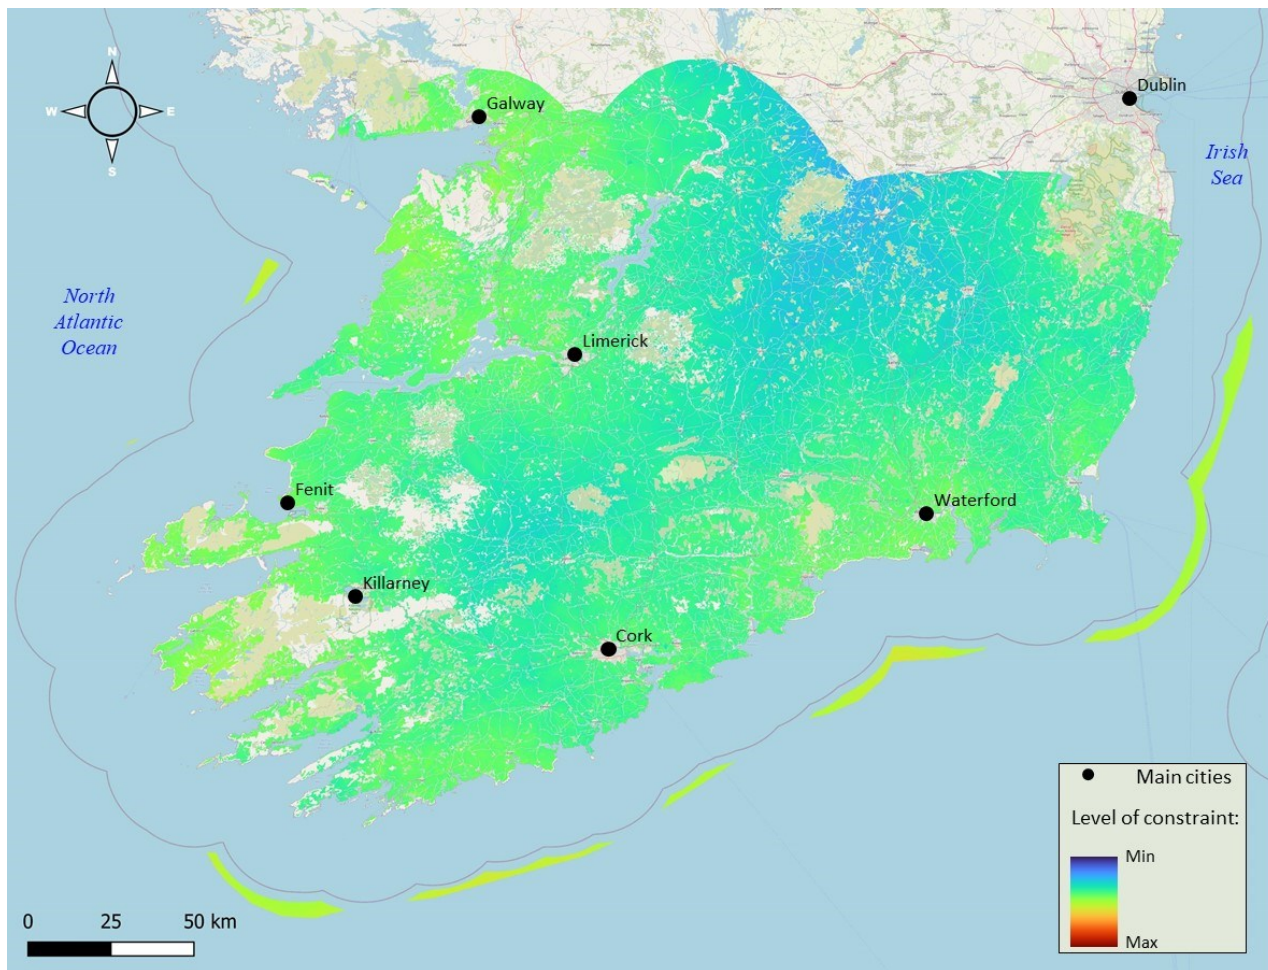 N
W
E
S
Galway
Dublin
Irish
Sea
North
Atlantic
Ocean
Limerick
Fenit
Waterford
Killarney
Cork
Main cities
Level of constraint:
Min
Max
0 25 50 km